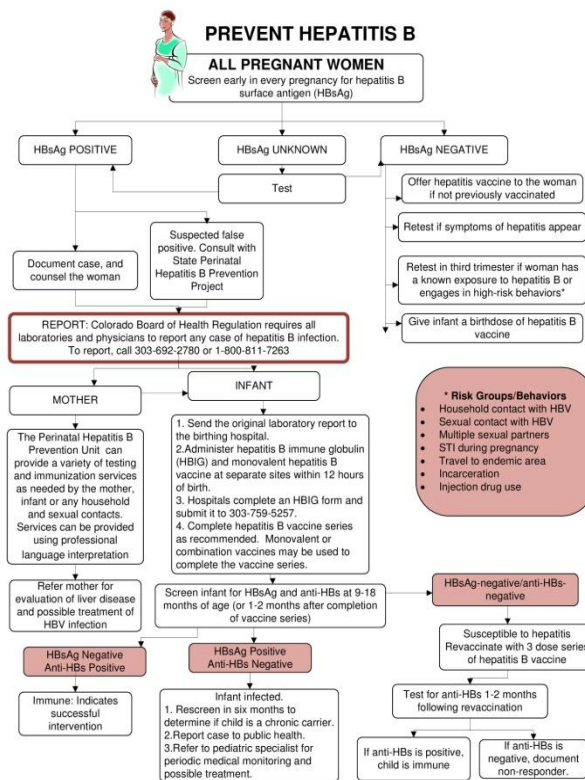 PREVENT HEPATITIS B
ALL PREGNANT WOMEN
Screen early in every pregnancy for hepatitis B
surface antigen (HBsAg)
HBsAg POSITIVE
HBsAg UNKNOWN
HBsAg NEGATIVE
Test
Offer hepatitis vaccine to the woman
if not previously vaccinated
Retest if symptoms of hepatitis appear
Retest in third trimester if woman has
a known exposure to hepatitis B or
engages in high-risk behaviors*
Give infant a birthdose of hepatitis B
vaccine
Document case, and
counsel the woman
Suspected false
positive. Consult with
State Perinatal
Hepatitis B Prevention
Project
REPORT: Colorado Board of Health Regulation requires all
laboratories and physicians to report any case of hepatitis B infection.
To report, call 303-692-2780 or 1-800-811-7263
MOTHER
INFANT
The Perinatal Hepatitis B
Prevention Unit can
provide a variety of testing
and immunization services
as needed by the mother,
infant or any household
and sexual contacts.
Services can be provided
using professional
language interpretation
Refer mother for
evaluation of liver disease
and possible treatment of
HBV infection
1. Send the original laboratory report to
the birthing hospital.
2.Administer hepatitis B immune globulin
(HBIG) and monovalent hepatitis B
vaccine at separate sites within 12 hours
of birth.
3. Hospitals complete an HBIG form and
submit it to 303-759-5257.
4. Complete hepatitis B vaccine series
as recommended. Monovalent or
combination vaccines may be used to
complete the vaccine series.
* Risk Groups/Behaviors
• Household contact with HBV
• Sexual contact with HBV
• Multiple sexual partners
• STI during pregnancy
• Travel to endemic area
• Incarceration
• Injection drug use
Screen infant for HBsAg and anti-HBs at 9-18
months of age (or 1-2 months after completion
of vaccine series)
HBsAg-negative/anti-HBs-
negative
HBsAg Negative
Anti-HBs Positive
HBsAg Positive
Anti-HBs Negative
Immune: Indicates
successful
intervention
Infant infected.
1. Rescreen in six months to
determine if child is a chronic carrier.
2.Report case to public health.
3.Refer to pediatric specialist for
periodic medical monitoring and
possible treatment.
Susceptible to hepatitis
Revaccinate with 3 dose series
of hepatitis B vaccine
Test for anti-HBs 1-2 months
following revaccination
If anti-HBs is positive,
child is immune
If anti-HBs is
negative, document
non-responder.